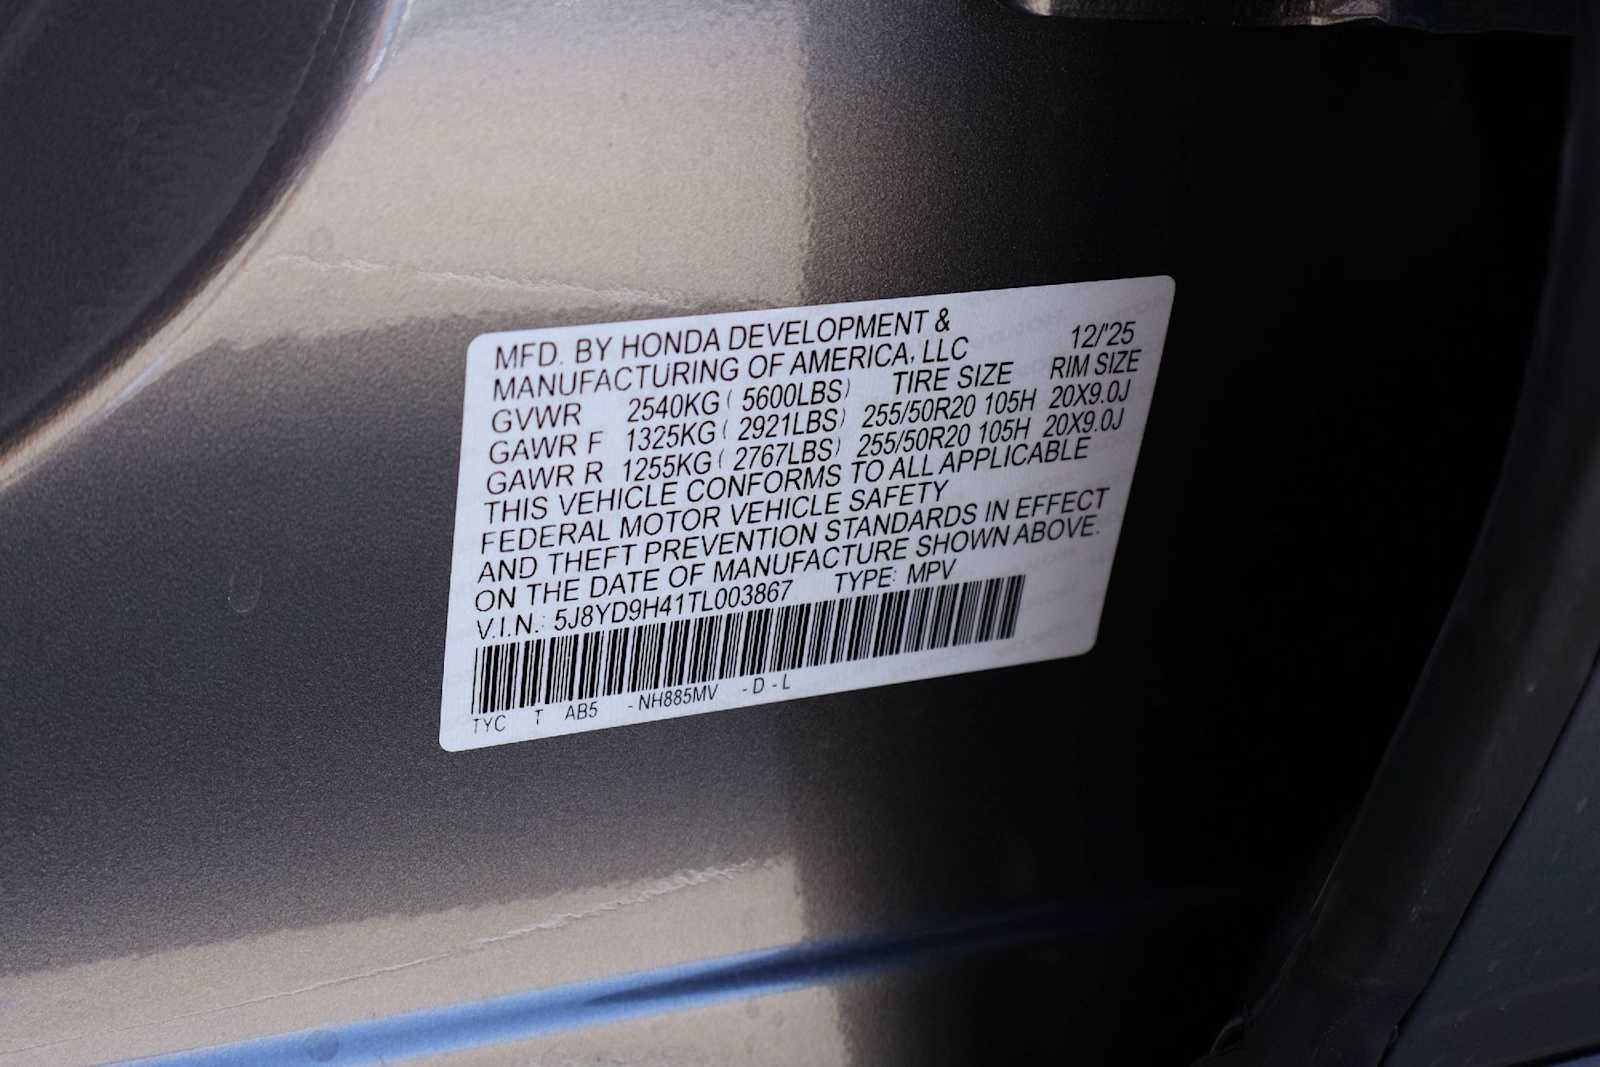 MFD. BY HONDA DEVELOPMENT &
MANUFACTURING OF AMERICA, LLC 12/'25
GVWR 2540KG ( 5600LBS) TIRE SIZE RIM SIZE
GAWR F 1325KG ( 2921LBS) 255/50R20 105H 20X9.0J
GAWR R 1255KG ( 2767LBS) 255/50R20 105H 20X9.0J
THIS VEHICLE CONFORMS TO ALL APPLICABLE
FEDERAL MOTOR VEHICLE SAFETY
AND THEFT PREVENTION STANDARDS IN EFFECT
ON THE DATE OF MANUFACTURE SHOWN ABOVE.
V.I.N.: 5J8YD9H41TL003867 TYPE: MPV
TYC T AB5 -NH885MV -D-L